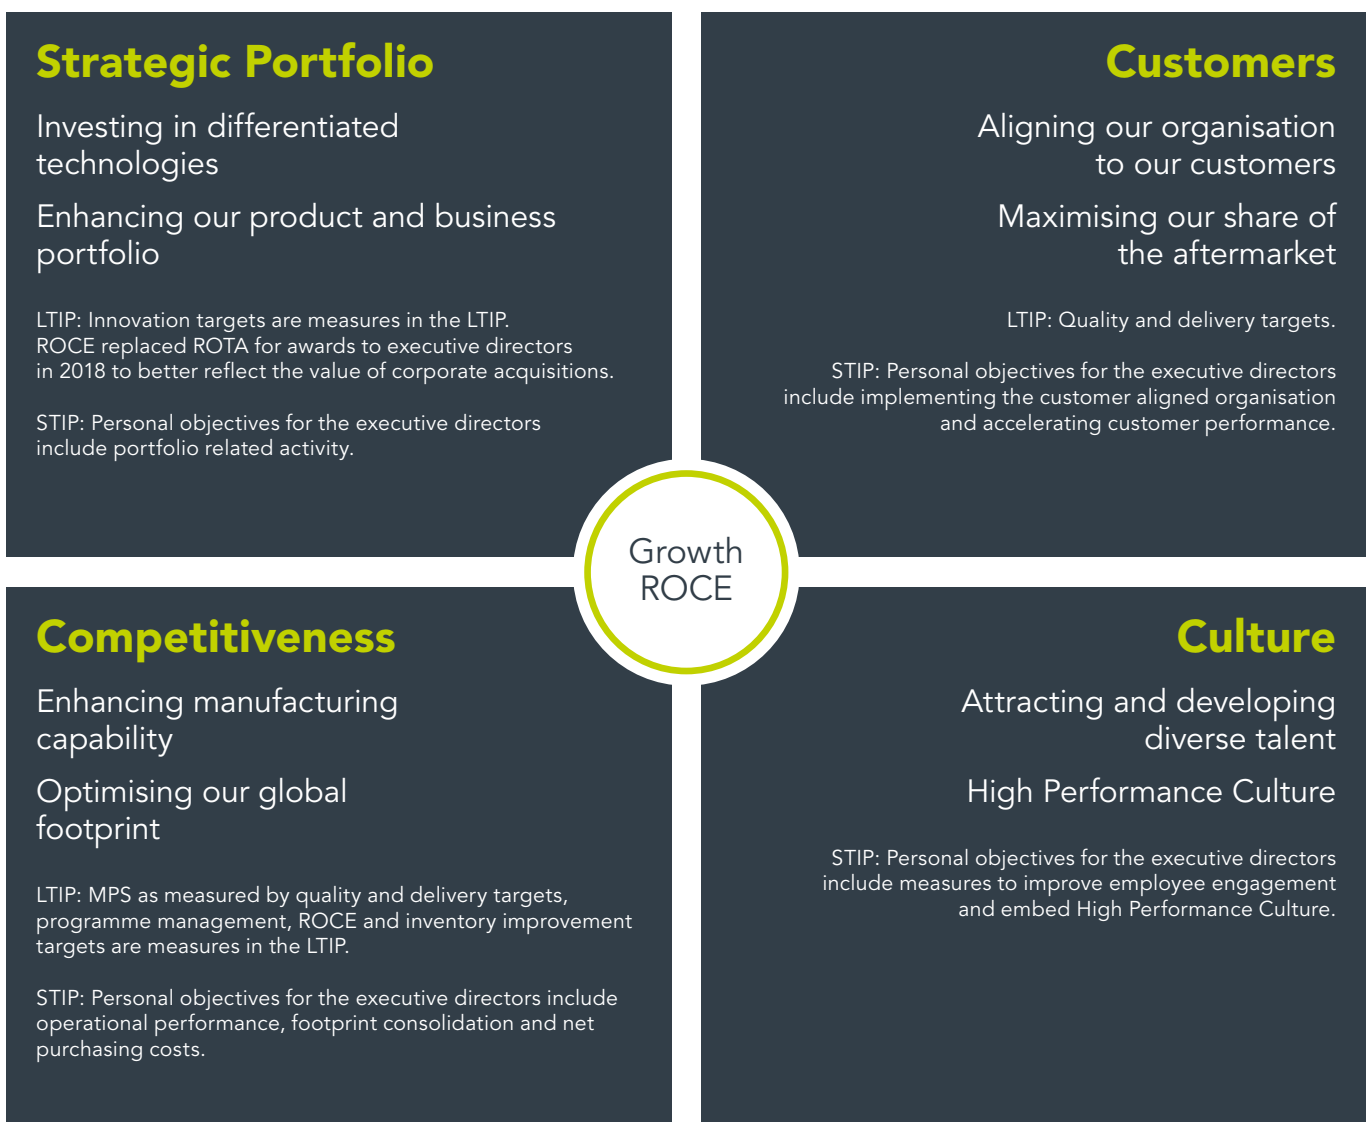 Strategic Portfolio
Investing in differentiated
technologies
Enhancing our product and business
portfolio
LTIP: Innovation targets are measures in the LTIP.
ROCE replaced ROTA for awards to executive directors
in 2018 to better reflect the value of corporate acquisitions.
STIP: Personal objectives for the executive directors
include portfolio related activity.
Customers
Aligning our organisation
to our customers
Maximising our share of
the aftermarket
LTIP: Quality and delivery targets.
STIP: Personal objectives for the executive directors
include implementing the customer aligned organisation
and accelerating customer performance.
Growth
ROCE
Competitiveness
Enhancing manufacturing
capability
Optimising our global
footprint
LTIP: MPS as measured by quality and delivery targets,
programme management, ROCE and inventory improvement
targets are measures in the LTIP.
STIP: Personal objectives for the executive directors include
operational performance, footprint consolidation and net
purchasing costs.
Culture
Attracting and developing
diverse talent
High Performance Culture
STIP: Personal objectives for the executive directors
include measures to improve employee engagement
and embed High Performance Culture.